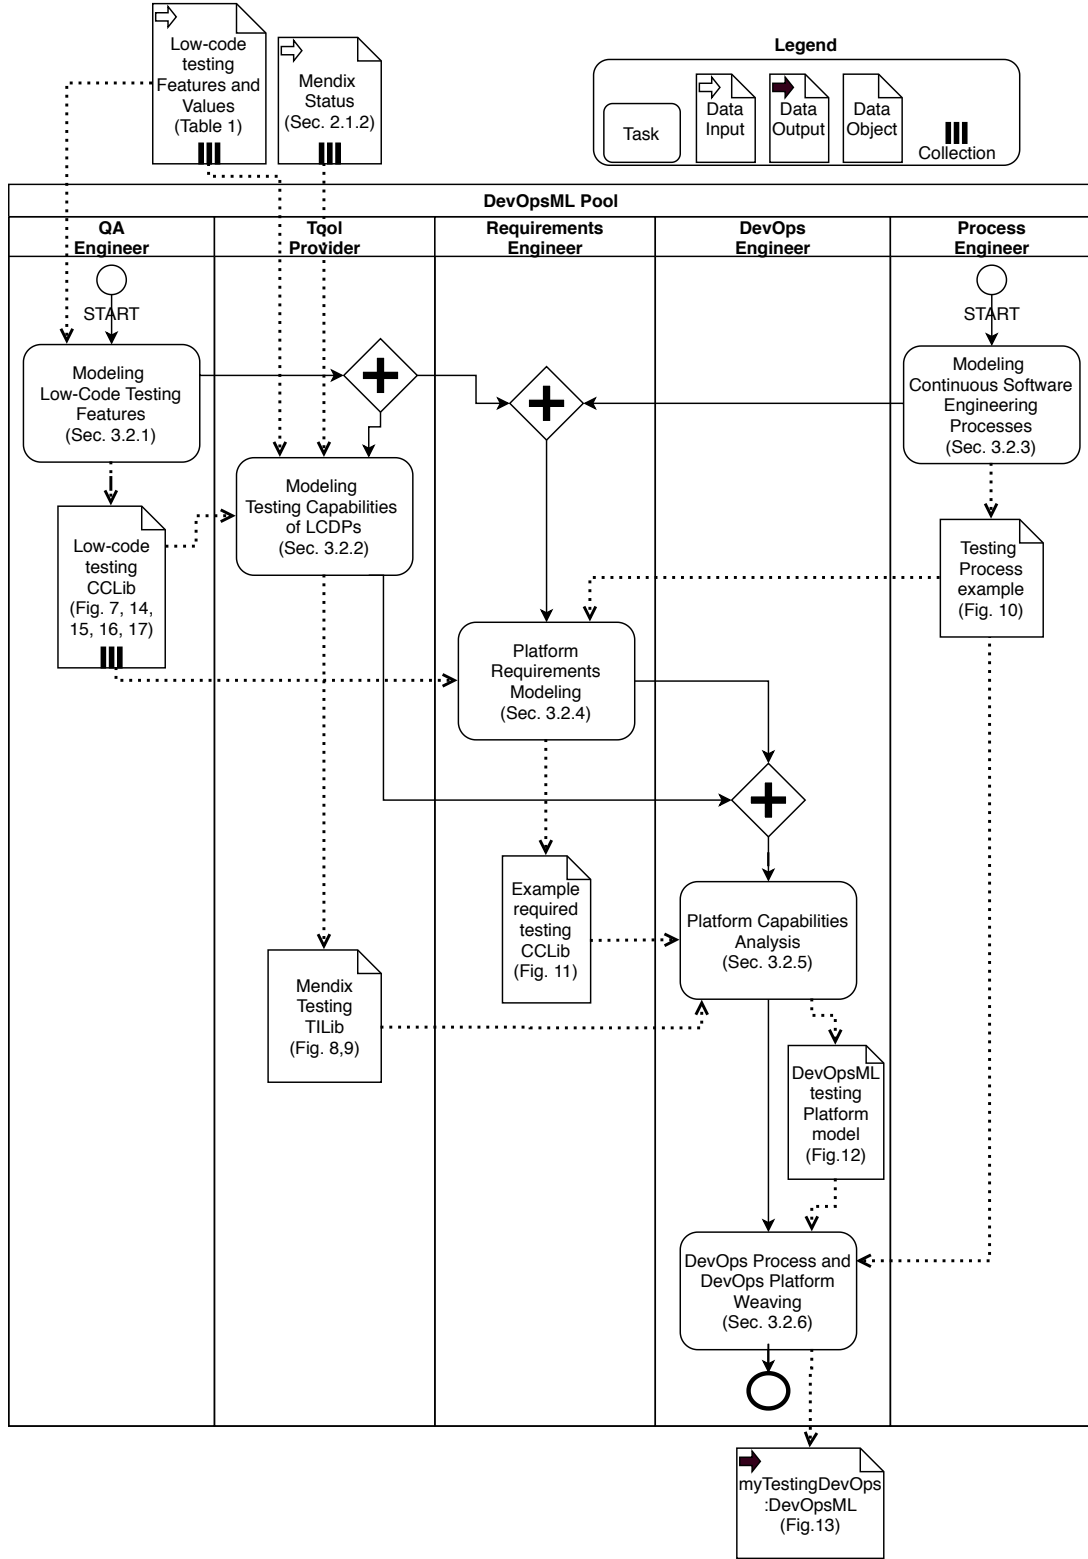 Low-code
testing
Features and
Values
(Table 1)
Mendix
Status
(Sec. 2.1.2)
Legend
Task
Data
Input
Data
Output
Data
Object
Collection
DevOpsML Pool
QA
Engineer
Tool
Provider
Requirements
Engineer
DevOps
Engineer
Process
Engineer
START
START
Modeling
Low-Code Testing
Features
(Sec. 3.2.1)
Modeling
Continuous Software
Engineering
Processes
(Sec. 3.2.3)
Modeling
Testing Capabilities
of LCDPs
(Sec. 3.2.2)
Low-code
testing
CCLib
(Fig. 7, 14,
15, 16, 17)
Testing
Process
example
(Fig. 10)
Platform
Requirements
Modeling
(Sec. 3.2.4)
Example
required
testing
CCLib
(Fig. 11)
Platform Capabilities
Analysis
(Sec. 3.2.5)
Mendix
Testing
TILib
(Fig. 8,9)
DevOpsML
testing
Platform
model
(Fig.12)
DevOps Process and
DevOps Platform
Weaving
(Sec. 3.2.6)
myTestingDevOps
:DevOpsML
(Fig.13)